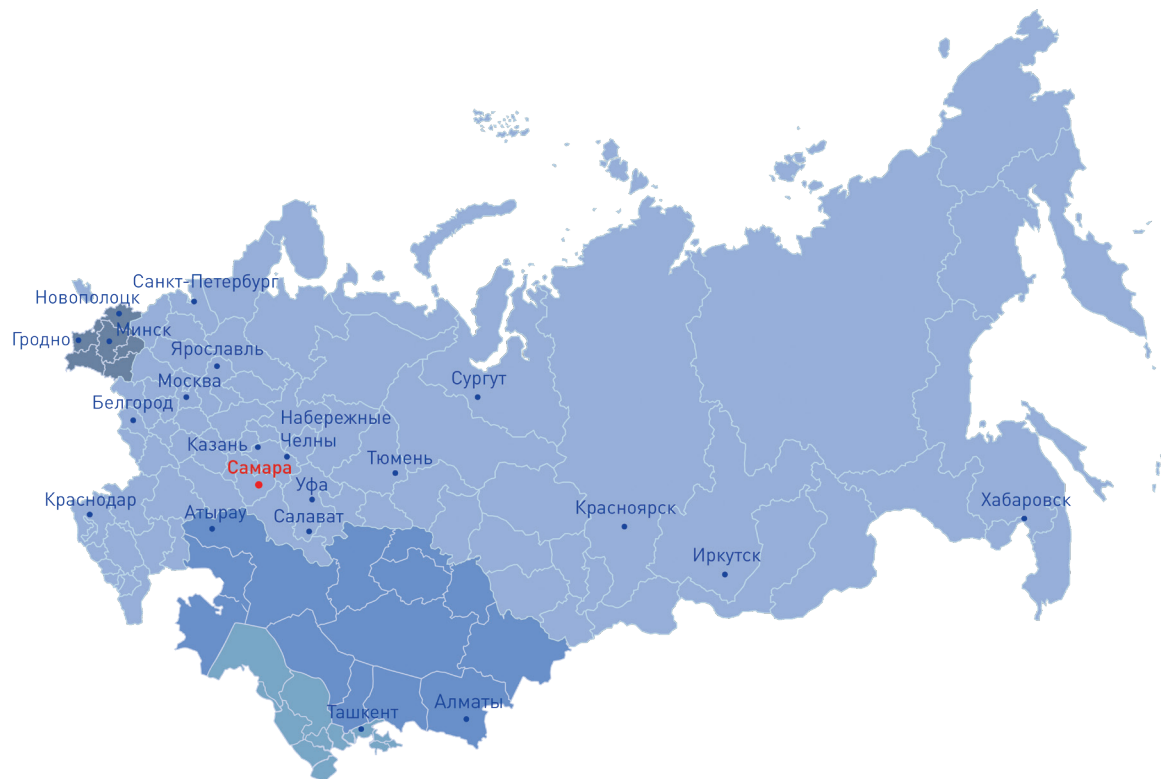 Санкт-Петербург
Новополоцк
Минск
Гродно
Ярославль
Москва
Сургут
Белгород
Набережные
Челны
Казань
Тюмень
Самара
Уфа
Краснодар
Атырау
Салават
Красноярск
Хабаровск
Иркутск
Алматы
Ташкент